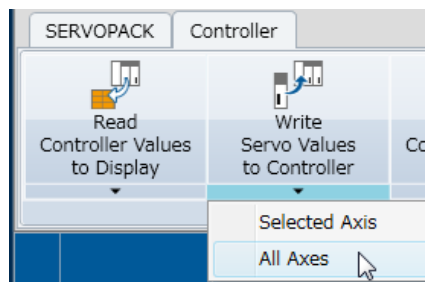 SERVOPACK
Controller
Read
Controller Values
to Display
Write
Servo Values
to Controller
Selected Axis
All Axes